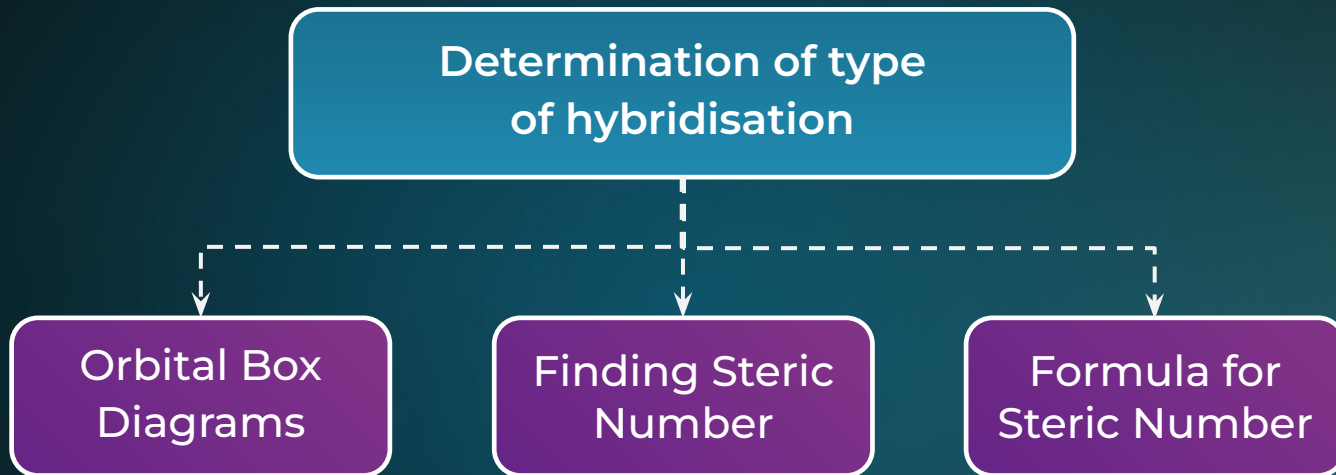 Determination of type
of hybridisation
Orbital Box
Diagrams
Finding Steric
Number
Formula for
Steric Number